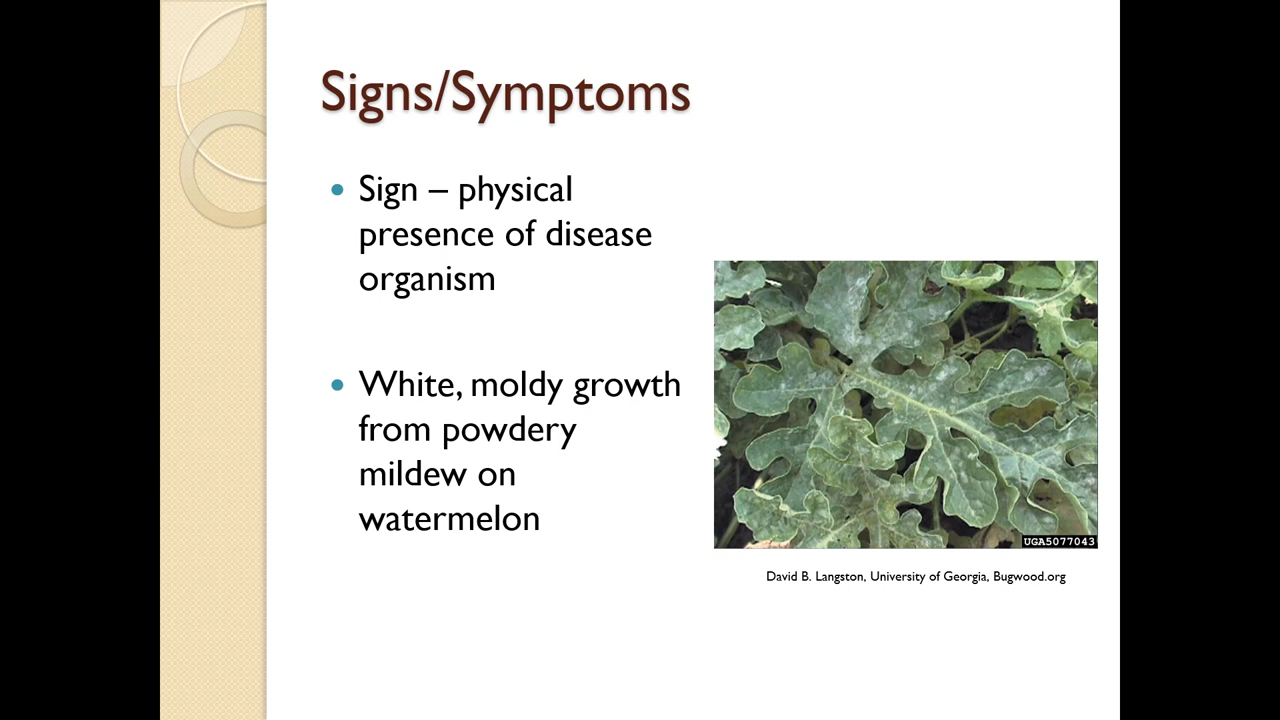 Signs/Symptoms
Sign – physical
presence of disease
organism
White, moldy growth
from powdery
mildew on
watermelon
UGA5077043
David B. Langston, University of Georgia, Bugwood.org